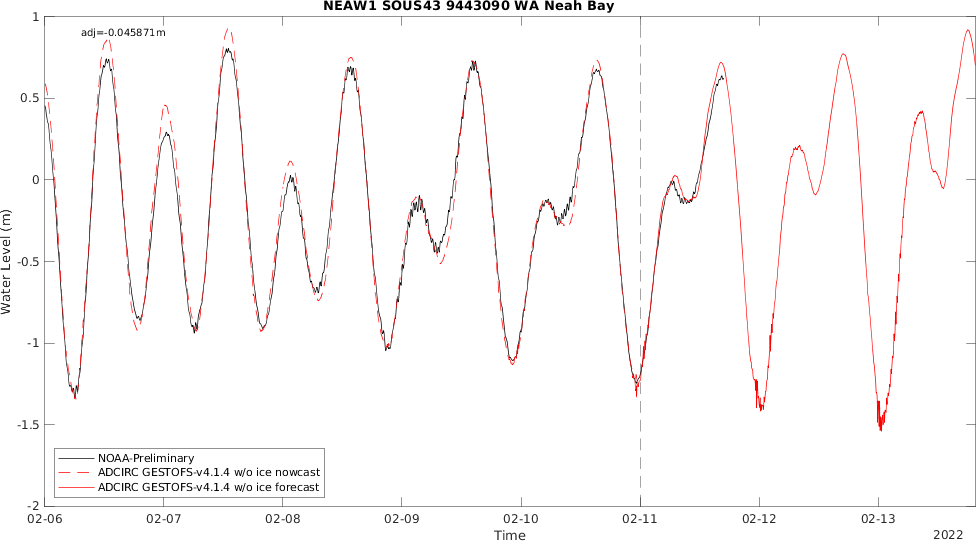 NEAW1 SOUS43 9443090 WA Neah Bay
adj=-0.045871m
1
0.5
0
-0.5
-1
-1.5
-2
Water Level (m)
NOAA-Preliminary
ADCIRC GESTOFS-v4.1.4 w/o ice nowcast
ADCIRC GESTOFS-v4.1.4 w/o ice forecast
02-06
02-07
02-08
02-09
02-10
02-11
02-12
02-13
Time
2022